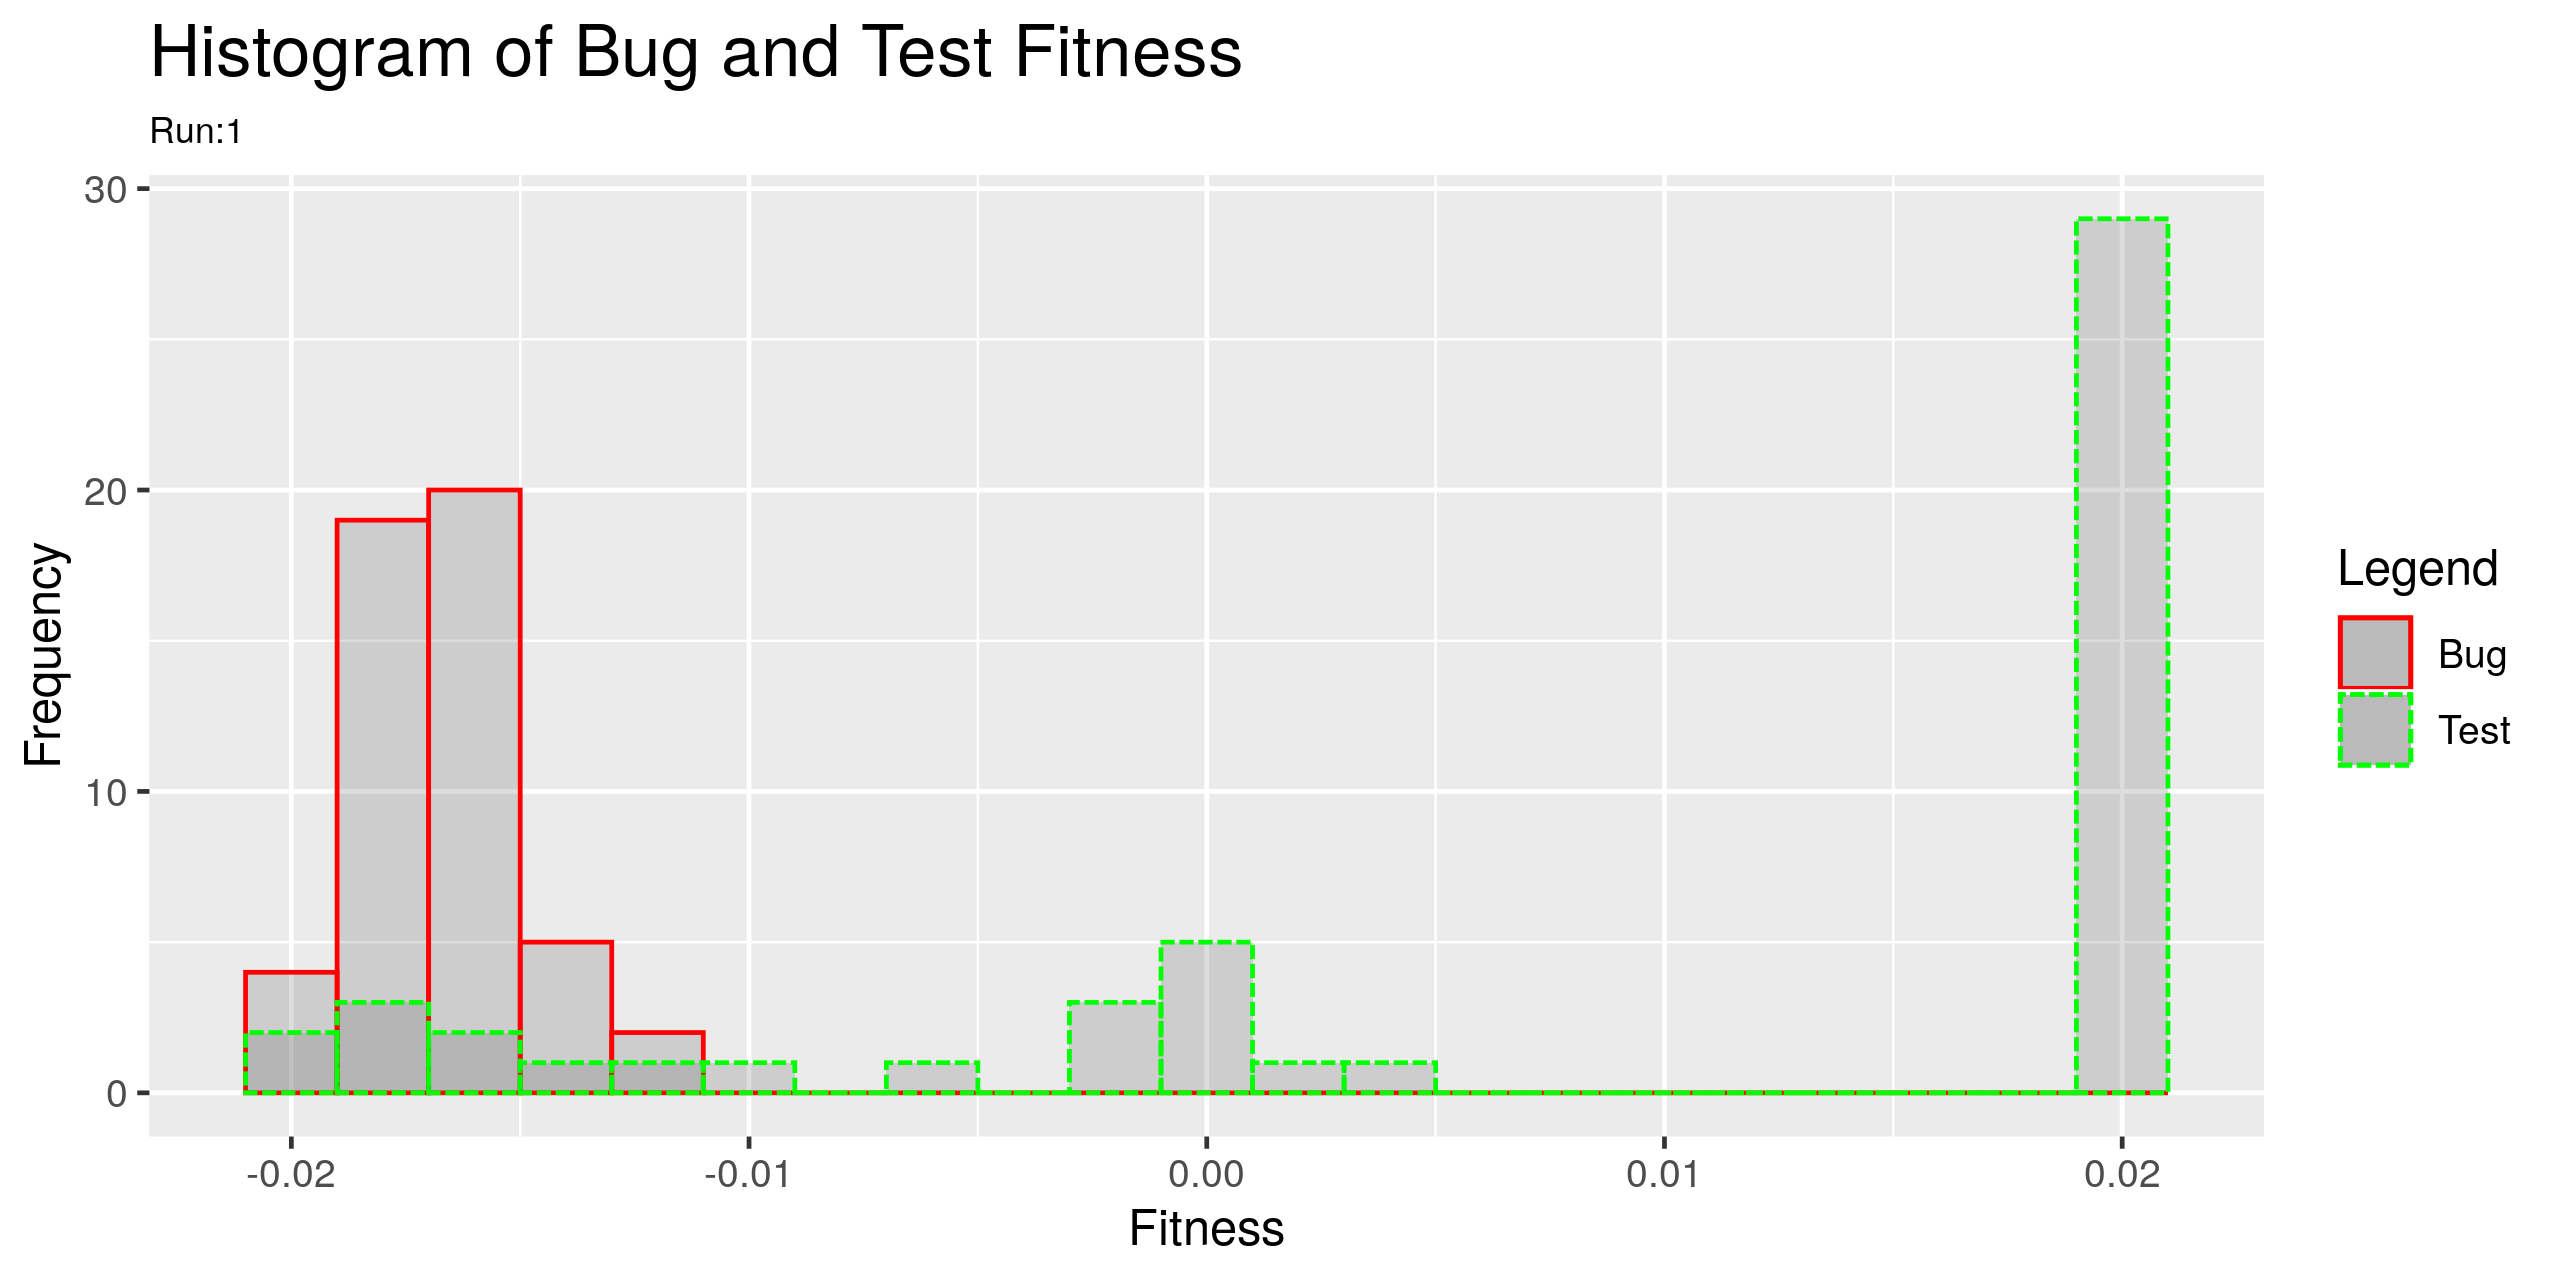 Histogram of Bug and Test Fitness
Run:1
30
20
10
0
Frequency
-0.02
-0.01
0.00
0.01
0.02
Fitness
Legend
Bug
Test